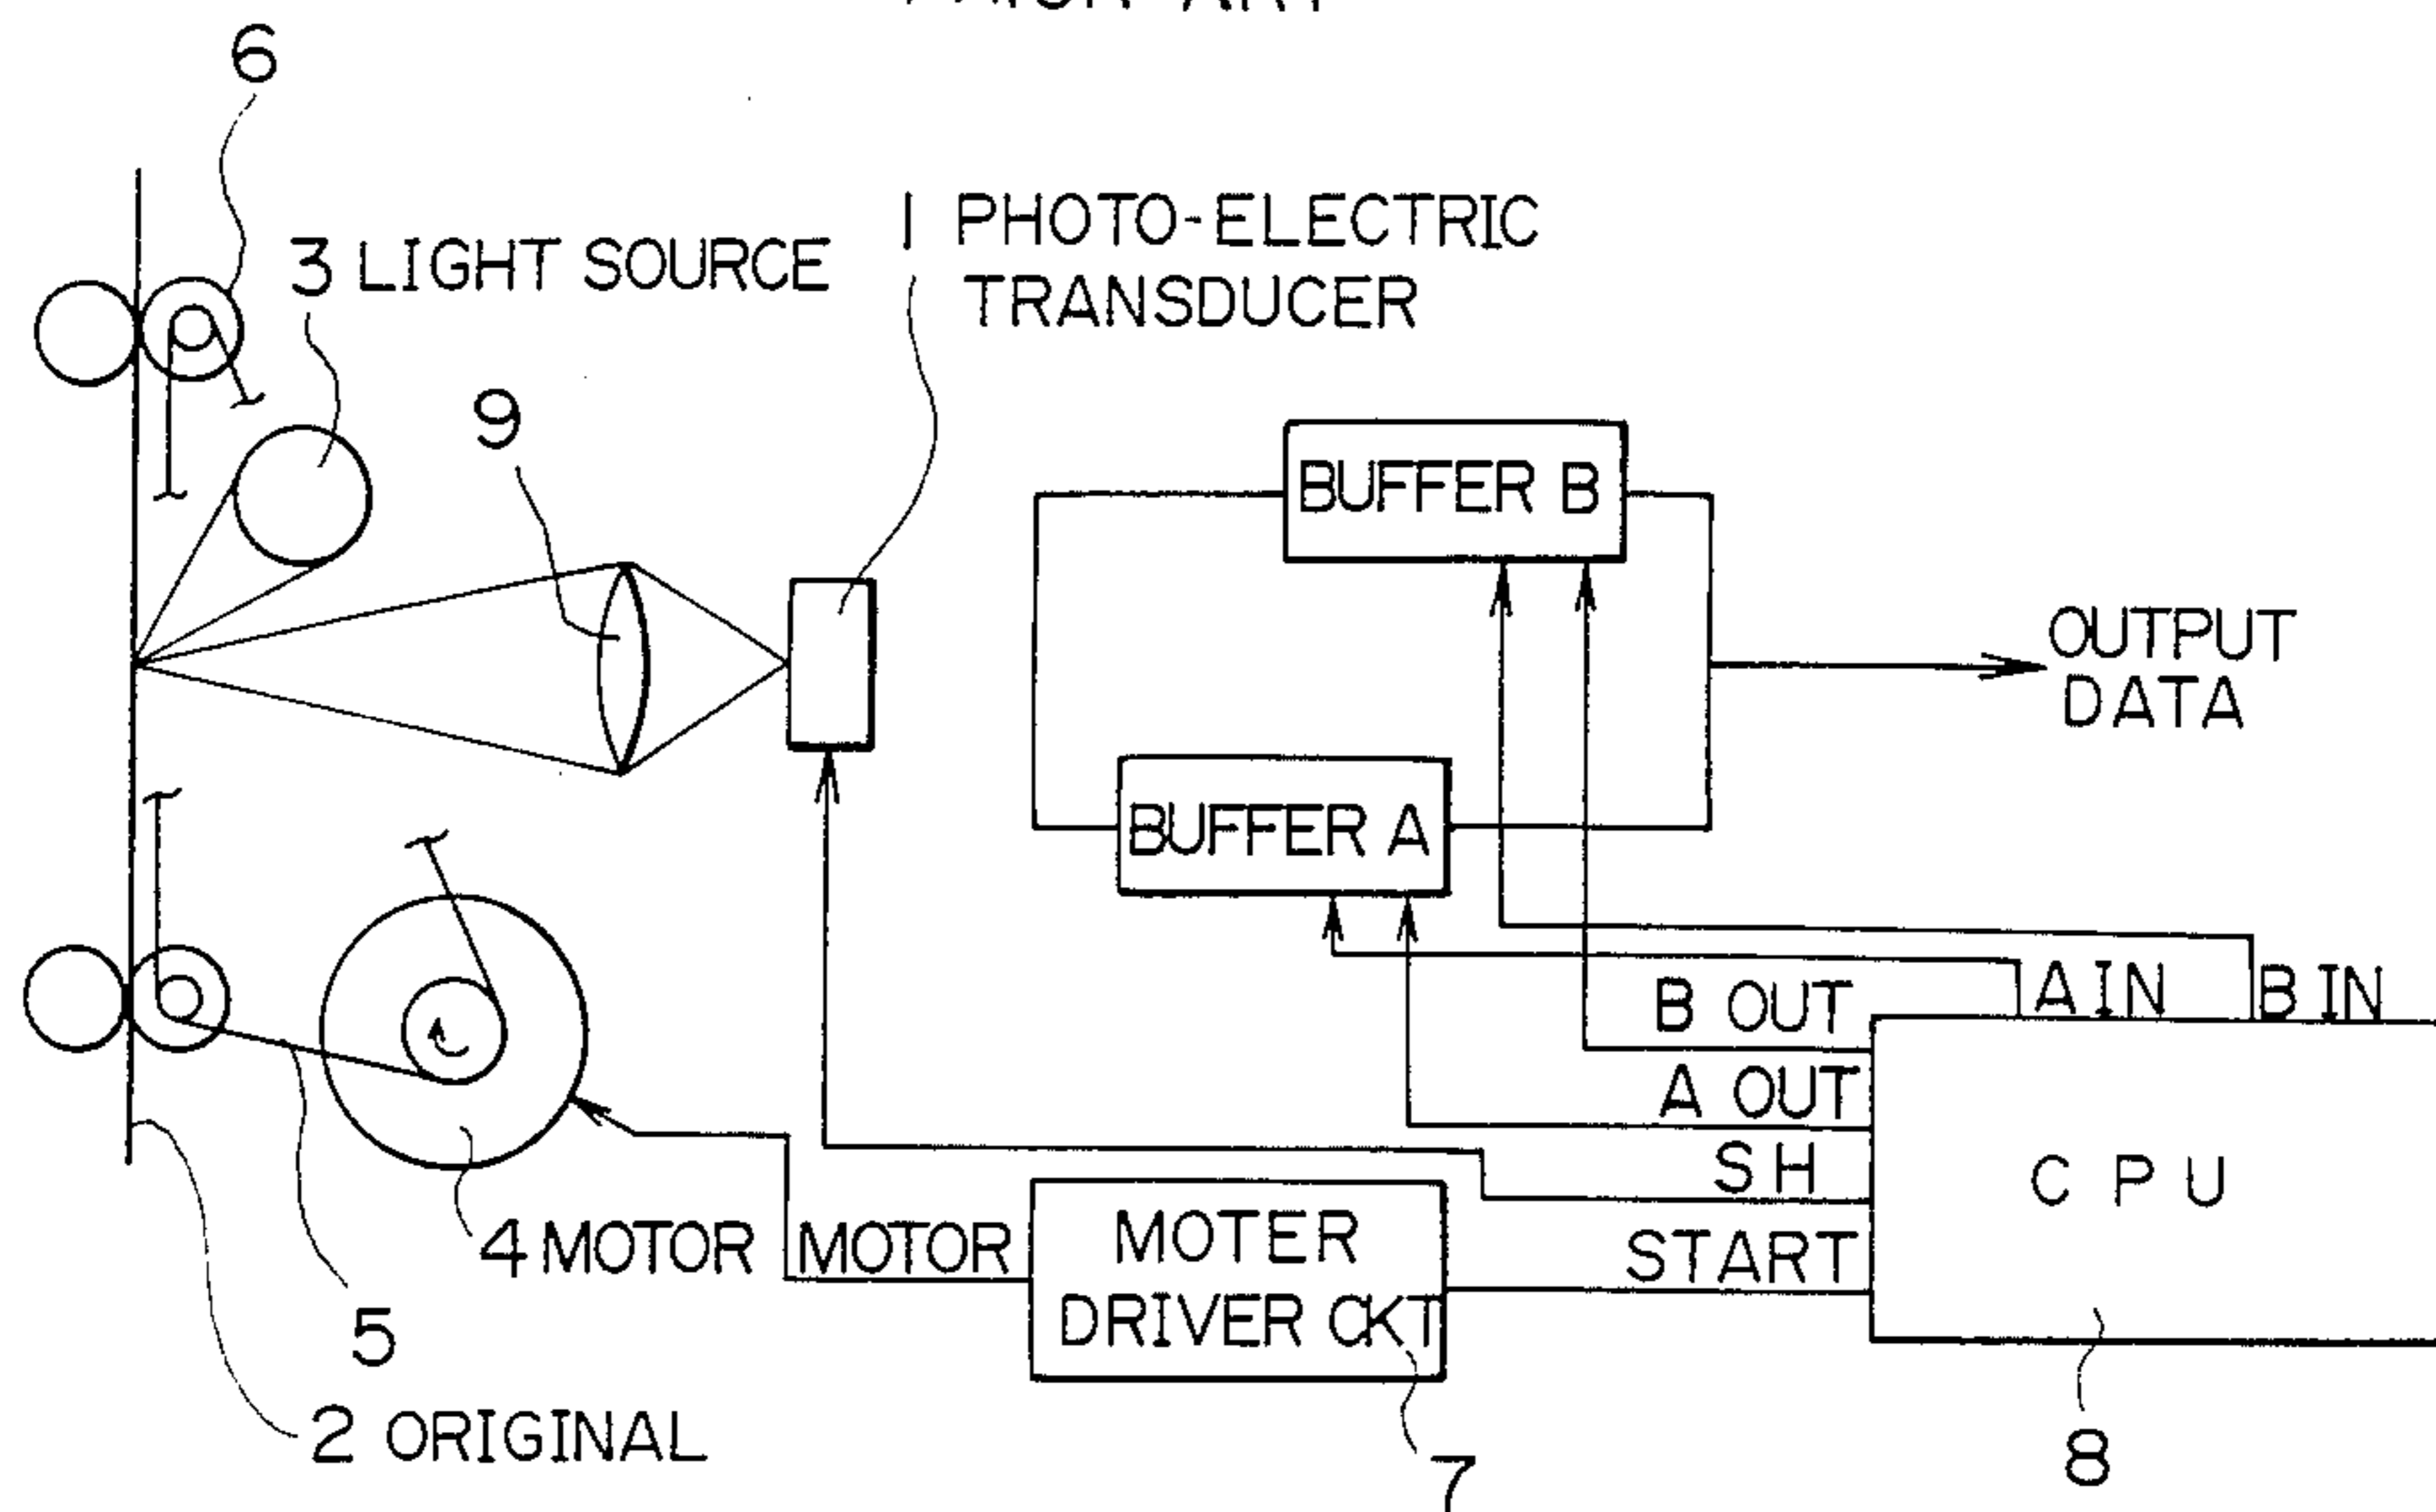 6
3 LIGHT SOURCE
1 PHOTO-ELECTRIC
TRANSDUCER
9
BUFFER B
OUTPUT
DATA
BUFFER A
A IN
B IN
B OUT
A OUT
SH
CPU
START
4 MOTOR
MOTOR
MOTER
DRIVER CKT
5
2 ORIGINAL
7
8